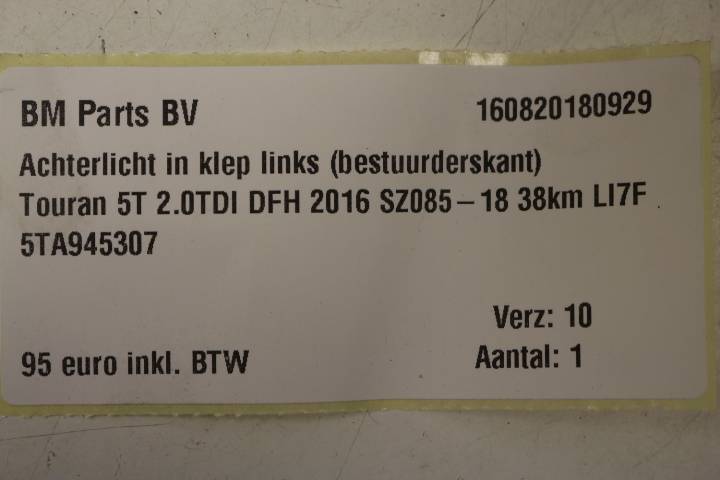 BM Parts BV 160820180929
Achterlicht in klep links (bestuurderskant)
Touran 5T 2.0TDI DFH 2016 SZ085-18 38km LI7F
5TA945307
Verz: 10
95 euro inkl. BTW Aantal: 1